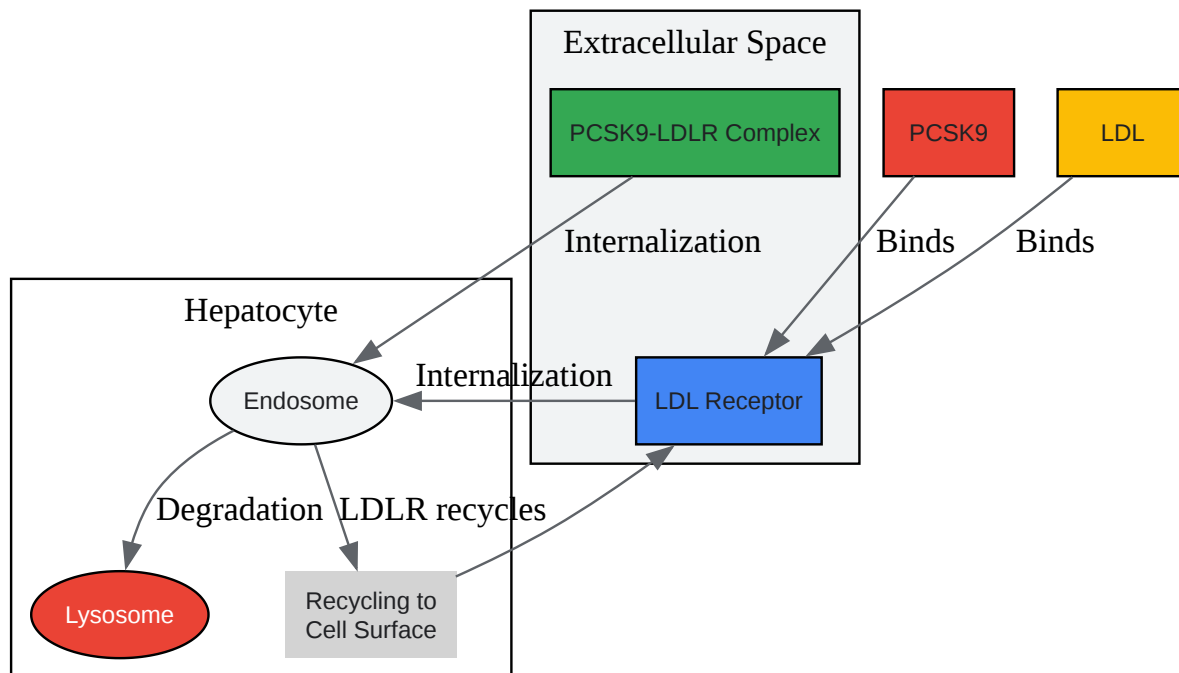 Extracellular Space
PCSK9-LDLR Complex
PCSK9
LDL
Internalization
Binds
Binds
Hepatocyte
Endosome
Internalization
LDL Receptor
Degradation
LDLR recycles
Lysosome
Recycling to
Cell Surface